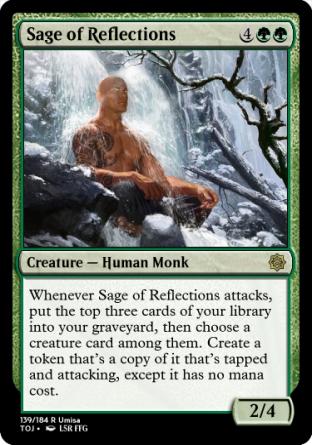 Sage of Reflections 4
Creature — Human Monk
Whenever Sage of Reflections attacks,
put the top three cards of your library
into your graveyard, then choose a
creature card among them. Create a
token that's a copy of it that's tapped
and attacking, except it has no mana
cost.
2/4
139/184 R Umisa
TOJ • LSR FFG